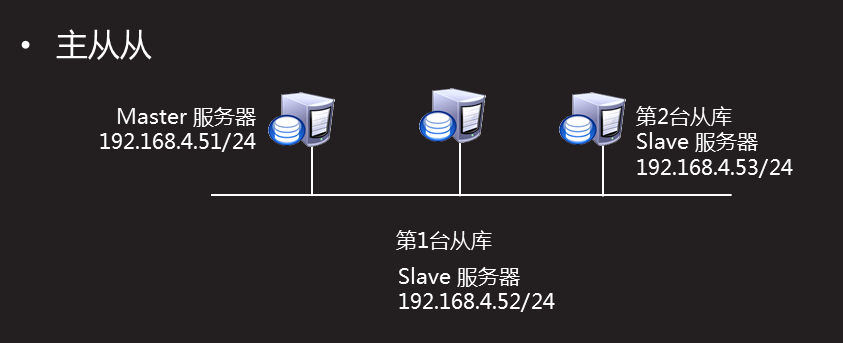 • 主从从
Master 服务器
192.168.4.51/24
第2台从库
Slave 服务器
192.168.4.53/24
第1台从库
Slave 服务器
192.168.4.52/24